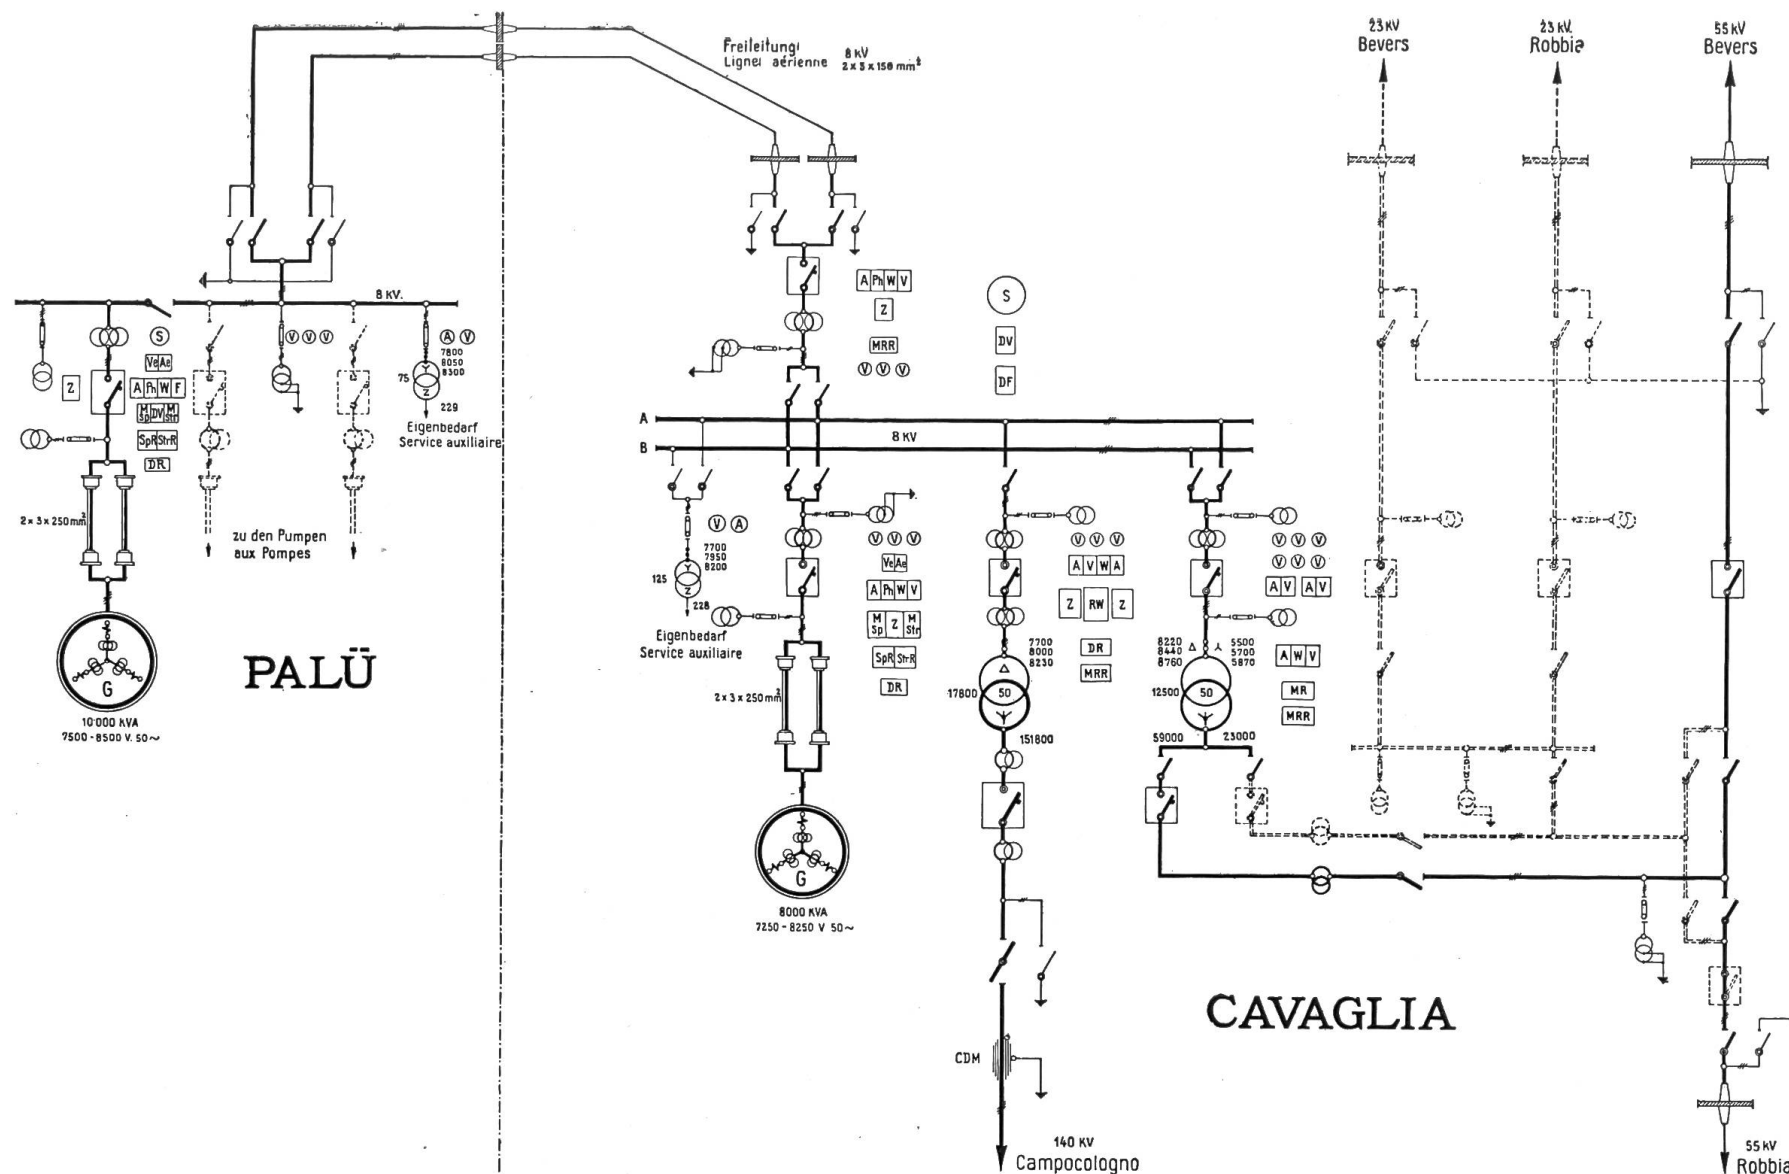 23 KV
Bevers
23 KV.
Robbia
55 KV
Bevers
Freileitung
Lignei aérienne
8 KV
2 x 3 x 150 mm²
8 KV.
S
Ve Ae
Z
A Ph W F
M Sp DV M Str
SpR StrR
DR
V V V
A V
7800
8050
8300
75
Y
Z
229
Eigenbedarf
Service auxiliaire
2 x 3 x 250 mm²
zu den Pumpen
aux Pompes
G
10'000 KVA
7500 - 8500 V. 50~
PALÜ
A Ph W V
Z
MRR
V V V
S
DV
DF
A
B
8 KV
V A
7700
7950
8200
125
Y
Z
228
Eigenbedarf
Service auxiliaire
V V V
Ve Ae
A Ph W V
M Sp Z M Str
SpR StrR
DR
2 x 3 x 250 mm²
G
8000 KVA
7250 - 8250 V 50~
V V V
A V W A
Z RW Z
DR
MRR
7700
8000
8230
17800
50
151800
CDM
140 KV
Campocologno
V V V
V V V
A V A V
A W V
MR
MRR
8220
8440
8760
5500
5700
5870
12500
50
59000
23000
CAVAGLIA
55 KV
Robbia